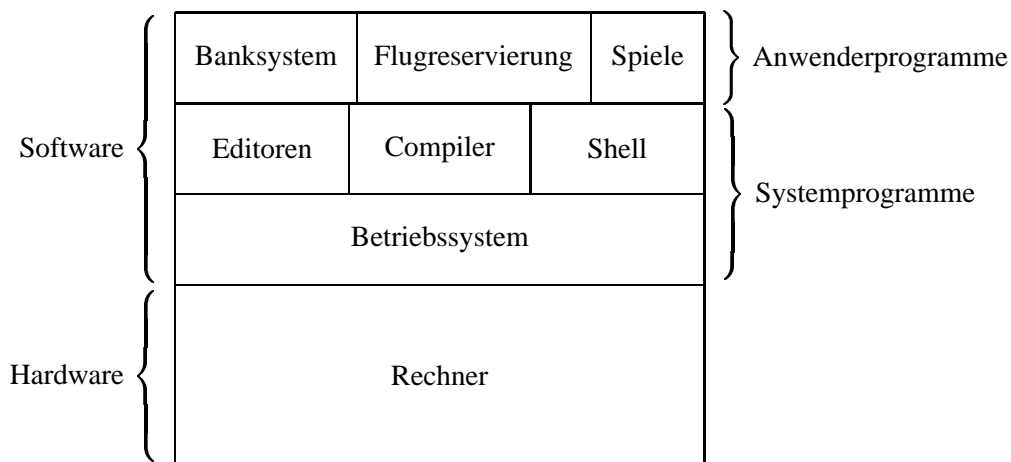 Banksystem Flugreservierung Spiele Anwenderprogramme
Software Editoren Compiler Shell
Systemprogramme
Betriebssystem
Hardware Rechner